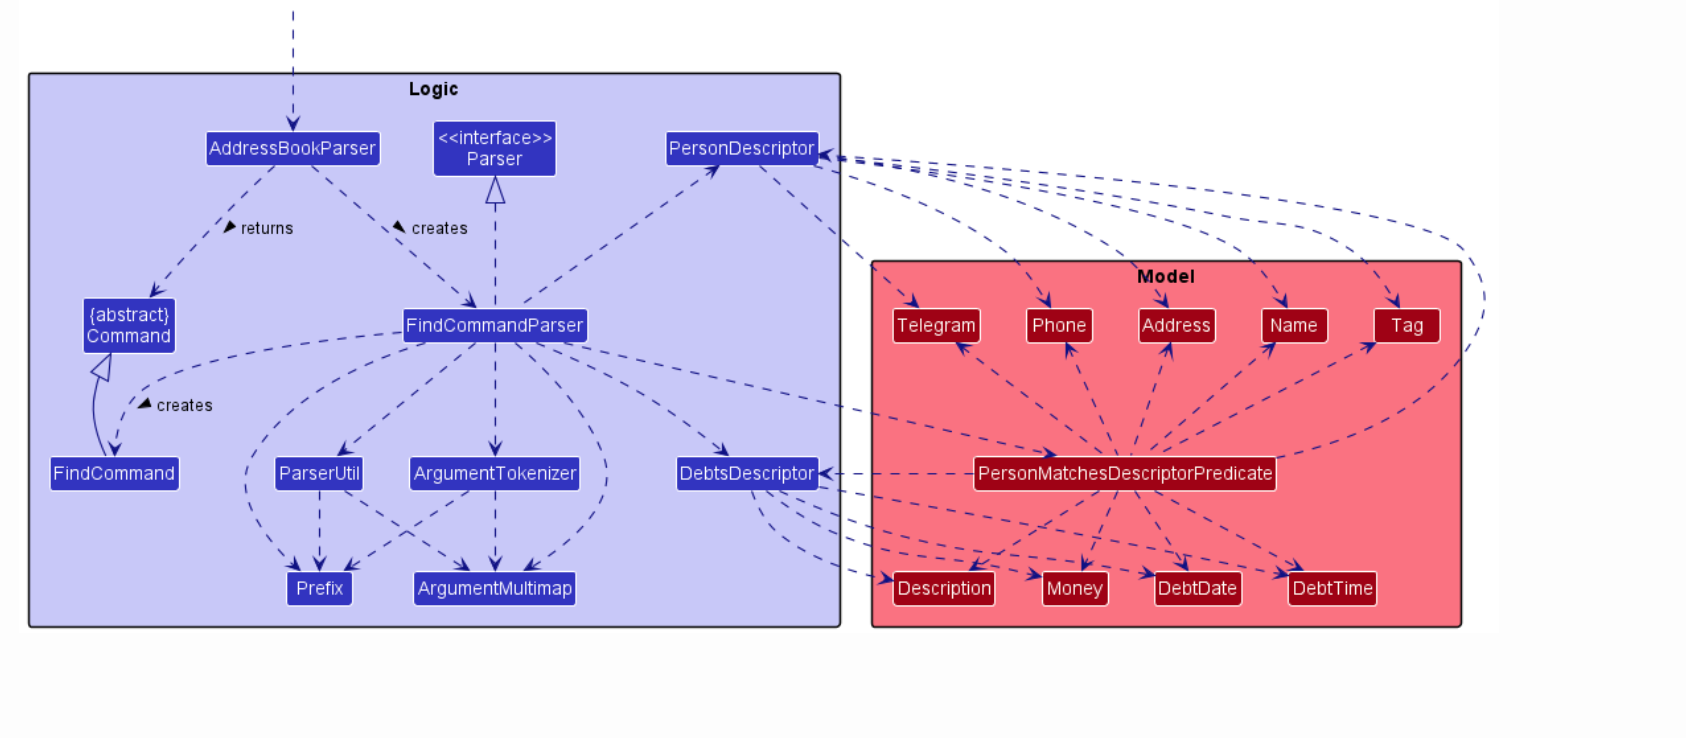 Logic
AddressBookParser
<<interface>>
Parser
PersonDescriptor
returns
creates
Model
{abstract}
Command
FindCommandParser
Telegram
Phone
Address
Name
Tag
creates
FindCommand
ParserUtil
ArgumentTokenizer
DebtsDescriptor
PersonMatchesDescriptorPredicate
Prefix
ArgumentMultimap
Description
Money
DebtDate
DebtTime